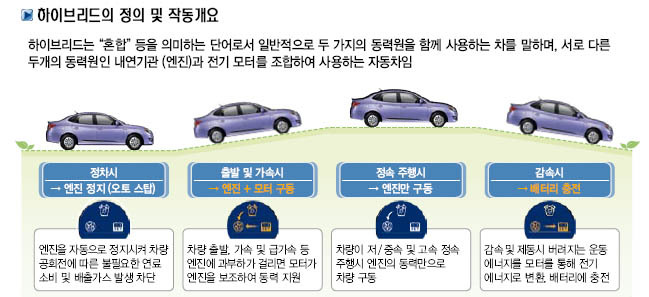 하이브리드의 정의 및 작동개요
하이브리드는 “혼합” 등을 의미하는 단어로서 일반적으로 두 가지의 동력원을 함께 사용하는 차를 말하며, 서로 다른
두개의 동력원인 내연기관 (엔진)과 전기 모터를 조합하여 사용하는 자동차임
정차시
→ 엔진 정지 (오토 스탑)
엔진을 자동으로 정지시켜 차량
공회전에 따른 불필요한 연료
소비 및 배출가스 발생 차단
출발 및 가속시
→ 엔진 + 모터 구동
차량 출발, 가속 및 급가속 등
엔진에 과부하가 걸리면 모터가
엔진을 보조하여 동력 지원
정속 주행시
→ 엔진만 구동
차량이 저/중속 및 고속 정속
주행시 엔진의 동력만으로
차량 구동
감속시
→ 배터리 충전
감속 및 제동시 버려지는 운동
에너지를 모터를 통해 전기
에너지로 변환, 배터리에 충전